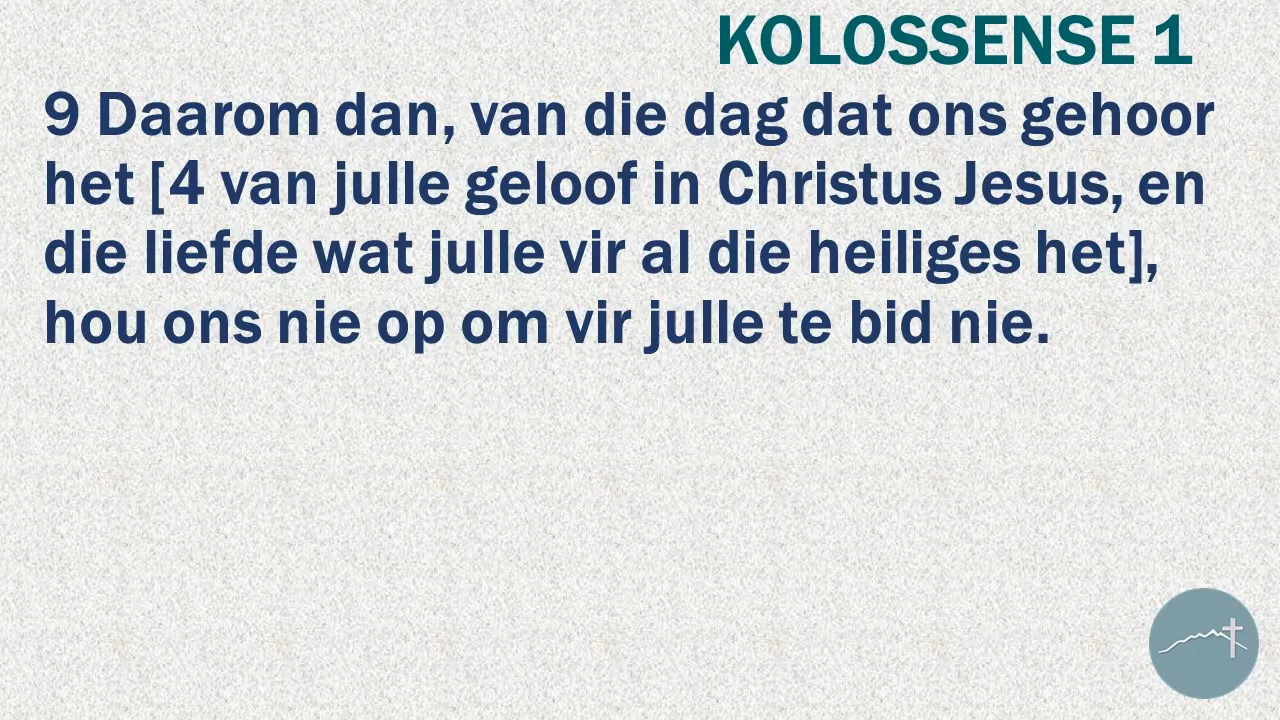 KOLOSSENSE 1
9 Daarom dan, van die dag dat ons gehoor
het [4 van julle geloof in Christus Jesus, en
die liefde wat julle vir al die heiliges het],
hou ons nie op om vir julle te bid nie.